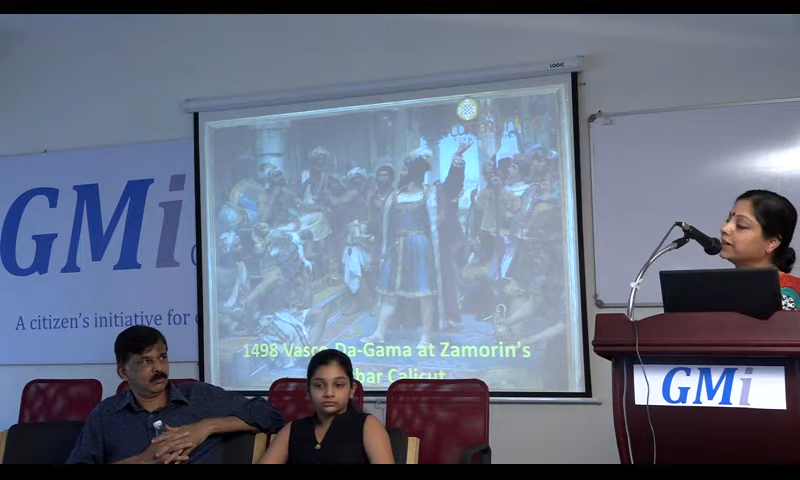 LOGIC
GMi
A citizen's initiative for
1498 Vasco-Da-Gama at Zamorin's
Calicut
GMi